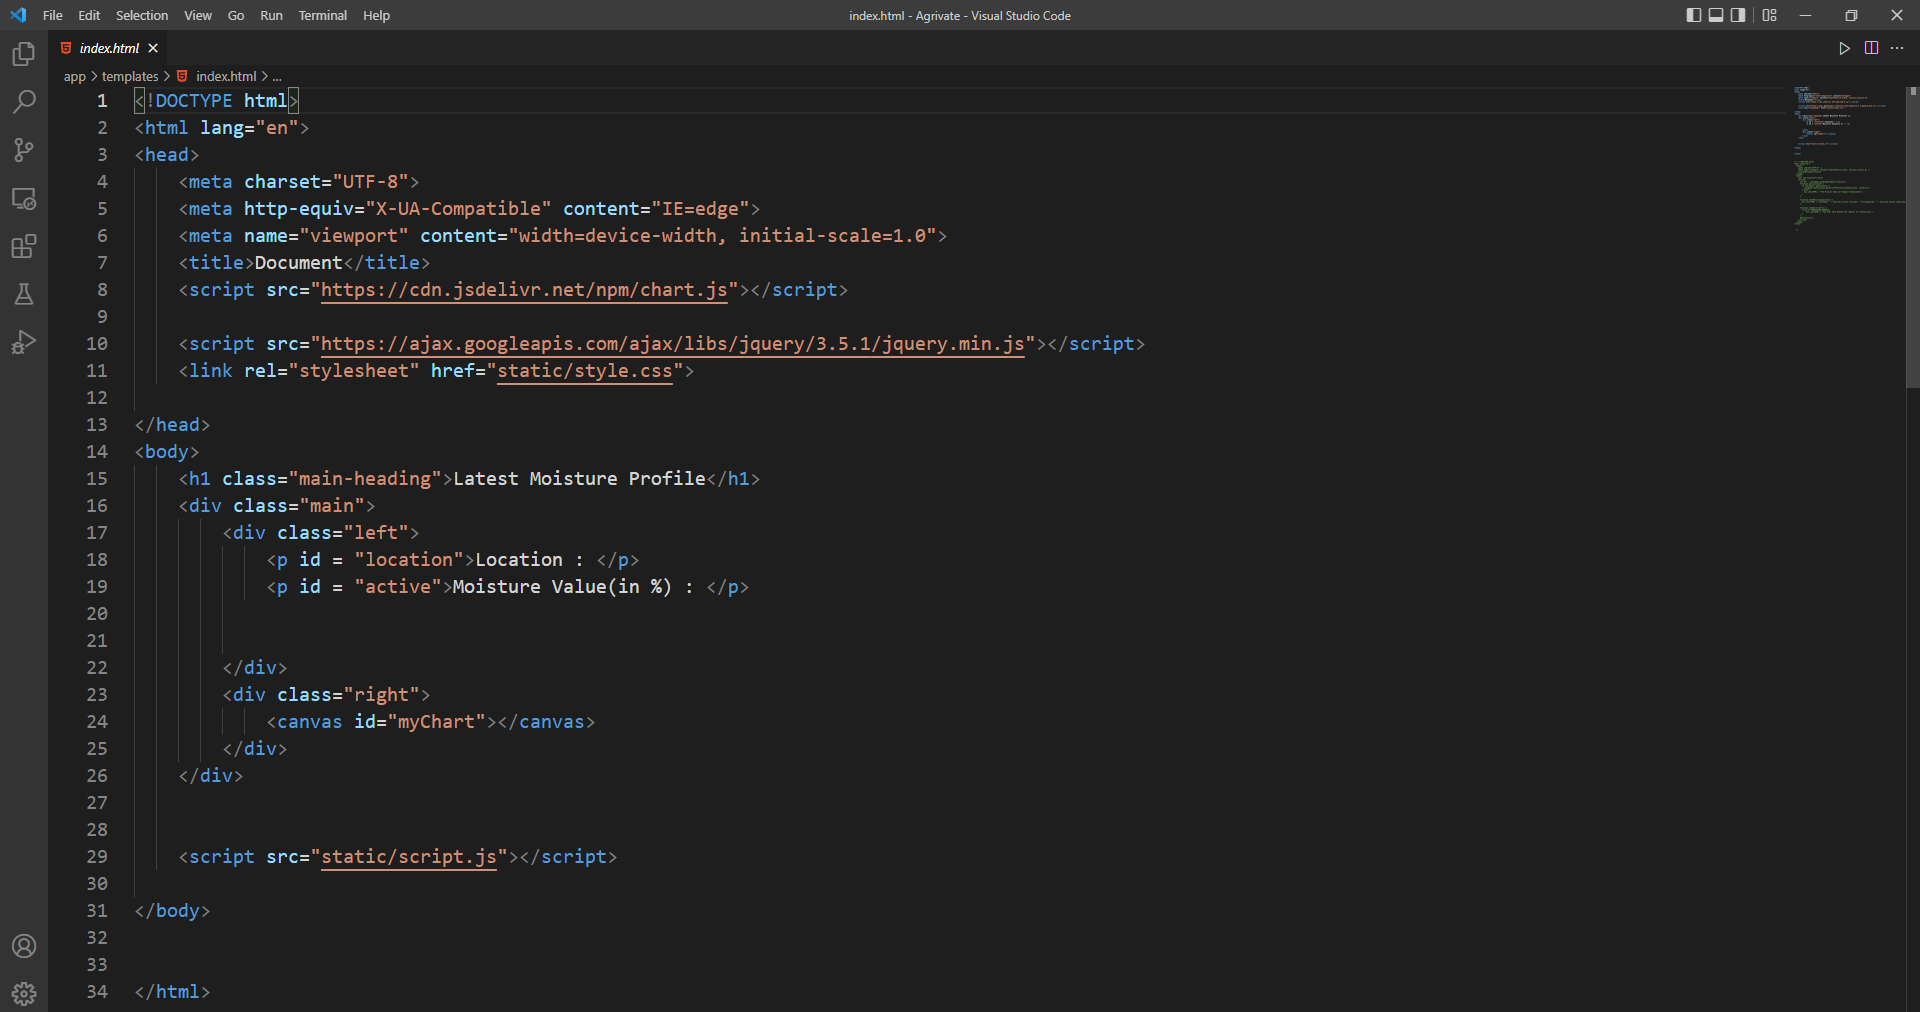 File Edit Selection View Go Run Terminal Help
index.html - Agrivate - Visual Studio Code
index.html
app > templates > index.html > ...
1 <!DOCTYPE html>
2 <html lang="en">
3 <head>
4 <meta charset="UTF-8">
5 <meta http-equiv="X-UA-Compatible" content="IE=edge">
6 <meta name="viewport" content="width=device-width, initial-scale=1.0">
7 <title>Document</title>
8 <script src="https://cdn.jsdelivr.net/npm/chart.js"></script>
9
10 <script src="https://ajax.googleapis.com/ajax/libs/jquery/3.5.1/jquery.min.js"></script>
11 <link rel="stylesheet" href="static/style.css">
12
13 </head>
14 <body>
15 <h1 class="main-heading">Latest Moisture Profile</h1>
16 <div class="main">
17 <div class="left">
18 <p id = "location">Location : </p>
19 <p id = "active">Moisture Value(in %) : </p>
20
21
22 </div>
23 <div class="right">
24 <canvas id="myChart"></canvas>
25 </div>
26 </div>
27
28
29 <script src="static/script.js"></script>
30
31 </body>
32
33
34 </html>